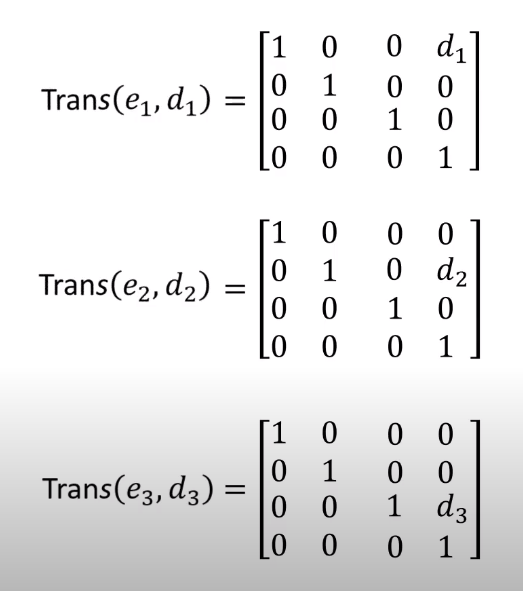 Trans(e₁, d₁) = [1 0 0 d₁
0 1 0 0
0 0 1 0
0 0 0 1]
Trans(e₂, d₂) = [1 0 0 0
0 1 0 d₂
0 0 1 0
0 0 0 1]
Trans(e₃, d₃) = [1 0 0 0
0 1 0 0
0 0 1 d₃
0 0 0 1]